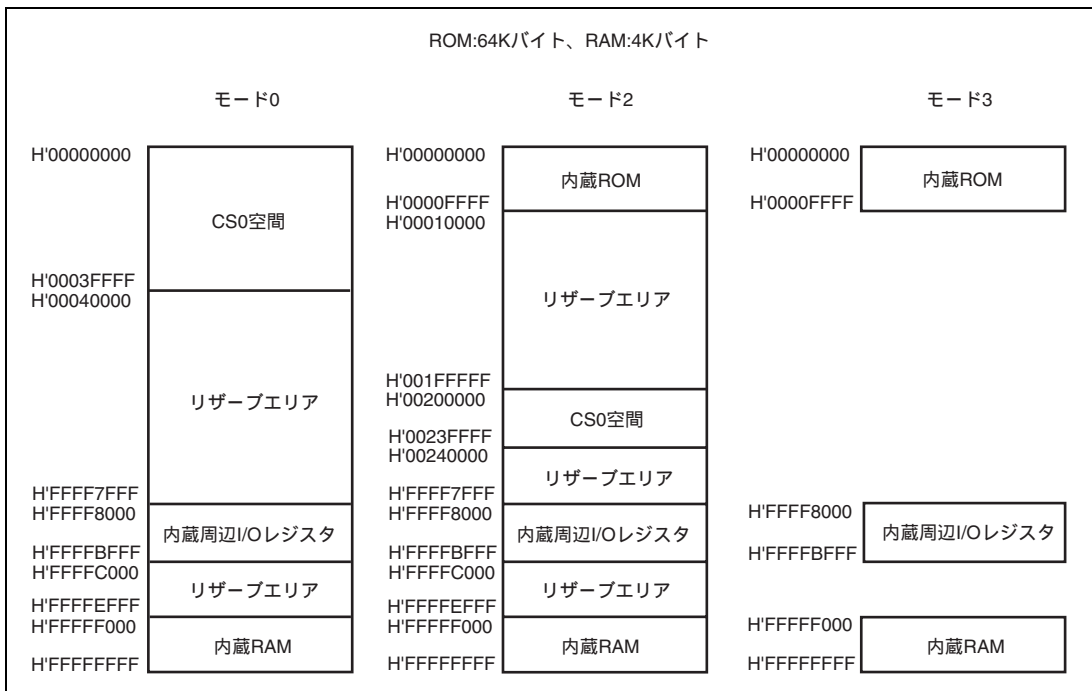 ROM:64Kバイト、RAM:4Kバイト
モード0
H'00000000
CS0空間
H'0003FFFF
H'00040000
リザーブエリア
H'FFFF7FFF
H'FFFF8000
内蔵周辺I/Oレジスタ
H'FFFFBFFF
H'FFFFC000
リザーブエリア
H'FFFFEFFF
H'FFFFF000
内蔵RAM
H'FFFFFFFF
モード2
H'00000000
内蔵ROM
H'0000FFFF
H'00010000
リザーブエリア
H'001FFFFF
H'00200000
CS0空間
H'0023FFFF
H'00240000
リザーブエリア
H'FFFF7FFF
H'FFFF8000
内蔵周辺I/Oレジスタ
H'FFFFBFFF
H'FFFFC000
リザーブエリア
H'FFFFEFFF
H'FFFFF000
内蔵RAM
H'FFFFFFFF
モード3
H'00000000
内蔵ROM
H'0000FFFF
H'FFFF8000
内蔵周辺I/Oレジスタ
H'FFFFBFFF
H'FFFFF000
内蔵RAM
H'FFFFFFFF